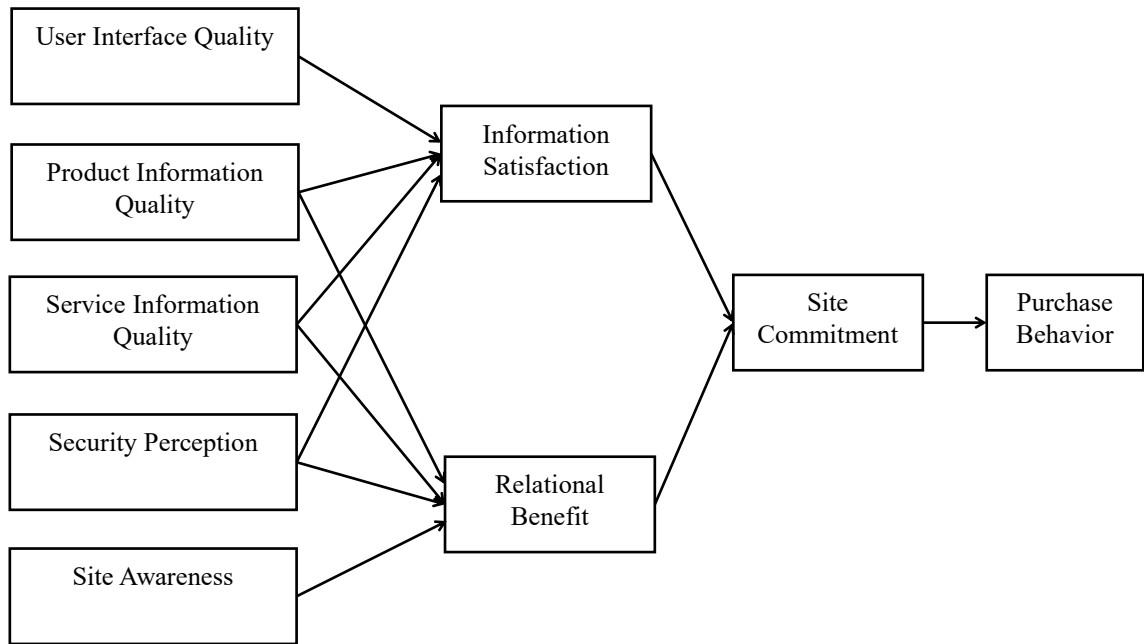 User Interface Quality
Product Information
Quality
Service Information
Quality
Security Perception
Site Awareness
Information
Satisfaction
Relational
Benefit
Site
Commitment
Purchase
Behavior